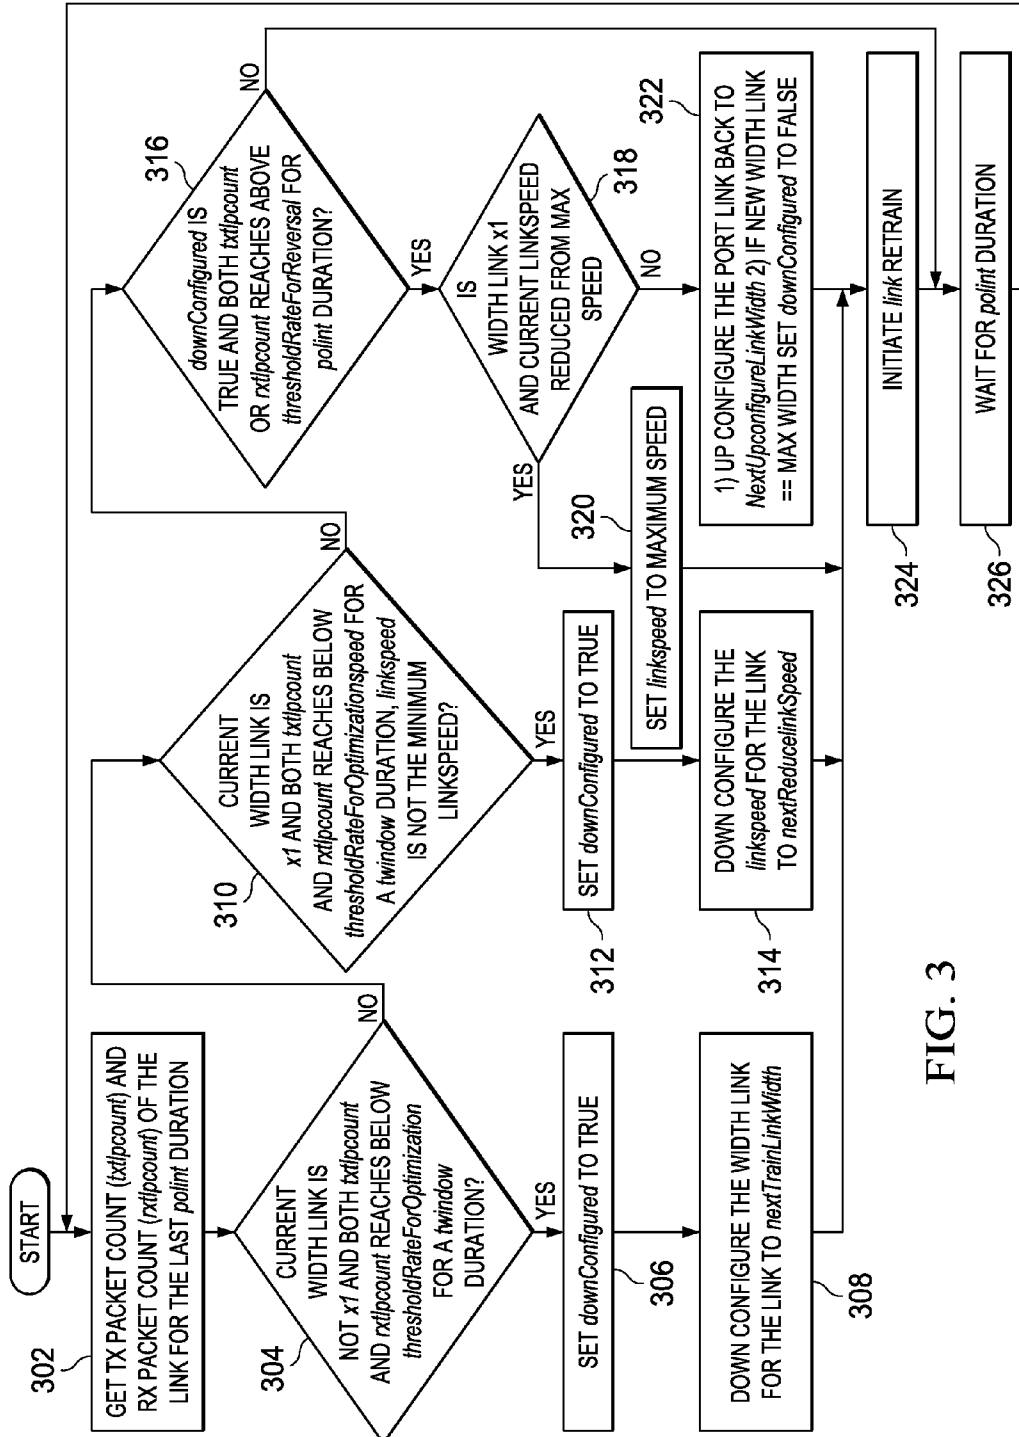 START
302
GET TX PACKET COUNT (txtlpcount) AND
RX PACKET COUNT (rxtlpcount) OF THE
LINK FOR THE LAST polint DURATION
304
CURRENT
WIDTH LINK IS
NOT x1 AND BOTH txtlpcount
AND rxtlpcount REACHES BELOW
thresholdRateForOptimization
FOR A twindow
DURATION?
NO
YES
306
SET downConfigured TO TRUE
308
DOWN CONFIGURE THE WIDTH LINK
FOR THE LINK TO nextTrainLinkWidth
310
CURRENT
WIDTH LINK IS
x1 AND BOTH txtlpcount
AND rxtlpcount REACHES BELOW
thresholdRateForOptimizationspeed FOR
A twindow DURATION, linkspeed
IS NOT THE MINIMUM
LINKSPEED?
NO
YES
312
SET downConfigured TO TRUE
314
DOWN CONFIGURE THE
linkspeed FOR THE LINK
TO nextReducelinkSpeed
316
downConfigured IS
TRUE AND BOTH txtlpcount
OR rxtlpcount REACHES ABOVE
thresholdRateForReversal FOR
polint DURATION?
NO
YES
318
IS
WIDTH LINK x1
AND CURRENT LINKSPEED
REDUCED FROM MAX
SPEED
YES
NO
320
SET linkspeed TO MAXIMUM SPEED
322
1) UP CONFIGURE THE PORT LINK BACK TO
NextUpconfigureLinkWidth 2) IF NEW WIDTH LINK
== MAX WIDTH SET downConfigured TO FALSE
324
INITIATE link RETRAIN
326
WAIT FOR polint DURATION
FIG. 3